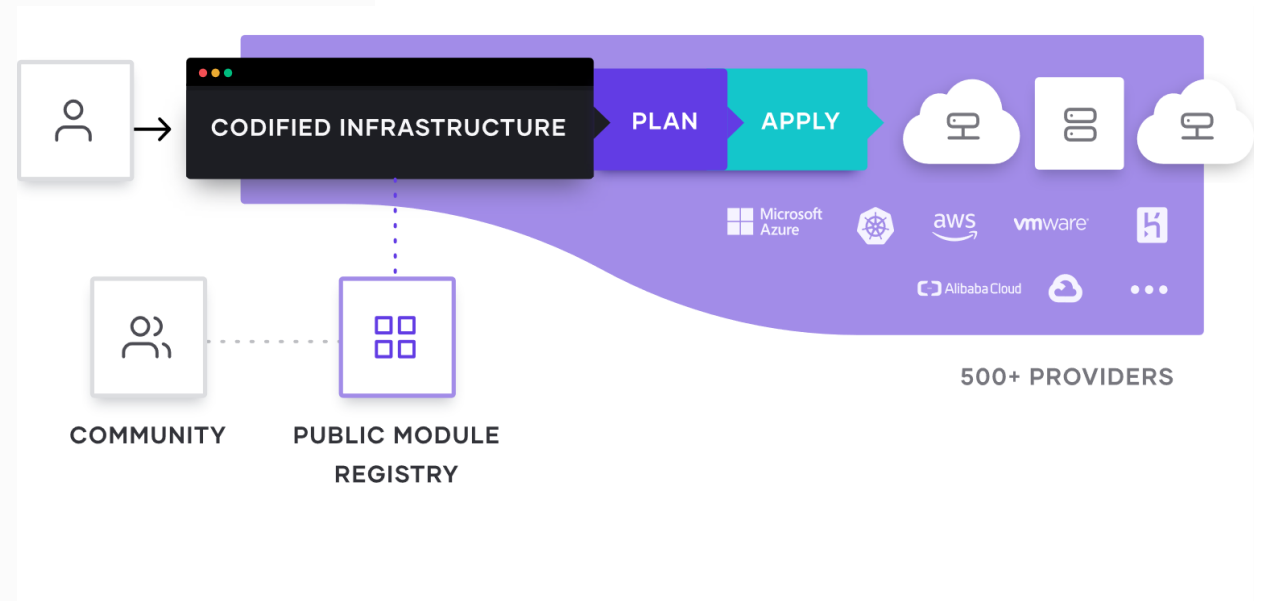 CODIFIED INFRASTRUCTURE
PLAN
APPLY
Microsoft
Azure
aws
vmware
Alibaba Cloud
500+ PROVIDERS
COMMUNITY
PUBLIC MODULE
REGISTRY